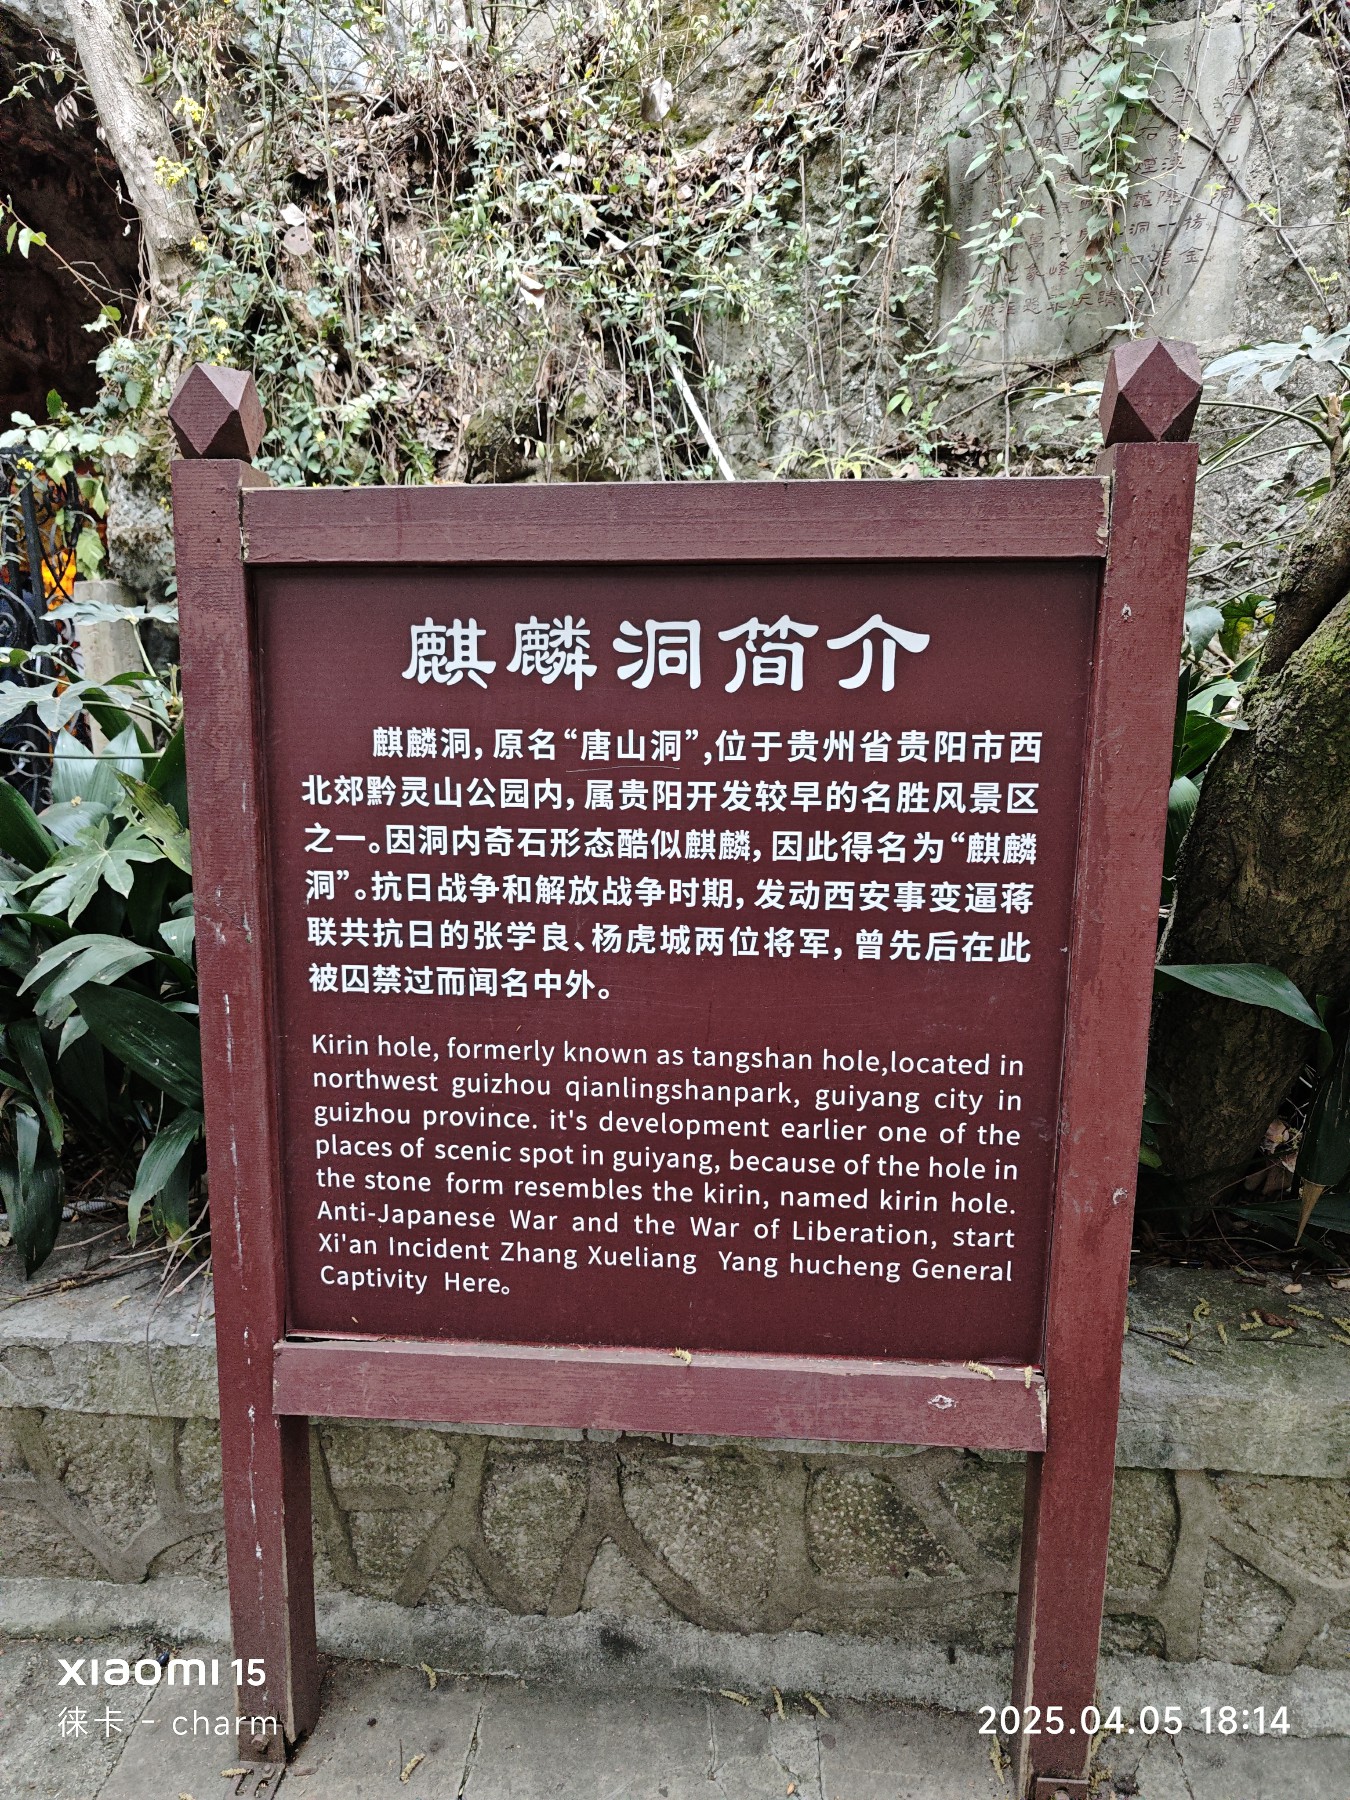 麒麟洞简介
麒麟洞，原名“唐山洞”，位于贵州省贵阳市西
北郊黔灵山公园内，属贵阳开发较早的名胜风景区
之一。因洞内奇石形态酷似麒麟，因此得名为“麒麟
洞”。抗日战争和解放战争时期，发动西安事变逼蒋
联共抗日的张学良、杨虎城两位将军，曾先后在此
被囚禁过而闻名中外。
Kirin hole, formerly known as tangshan hole,located in
northwest guizhou qianlingshanpark, guiyang city in
guizhou province. it's development earlier one of the
places of scenic spot in guiyang, because of the hole in
the stone form resembles the kirin, named kirin hole.
Anti-Japanese War and the War of Liberation, start
Xi'an Incident Zhang Xueliang Yang hucheng General
Captivity Here。
xiaomi 15
徕卡 - charm
2025.04.05 18:14